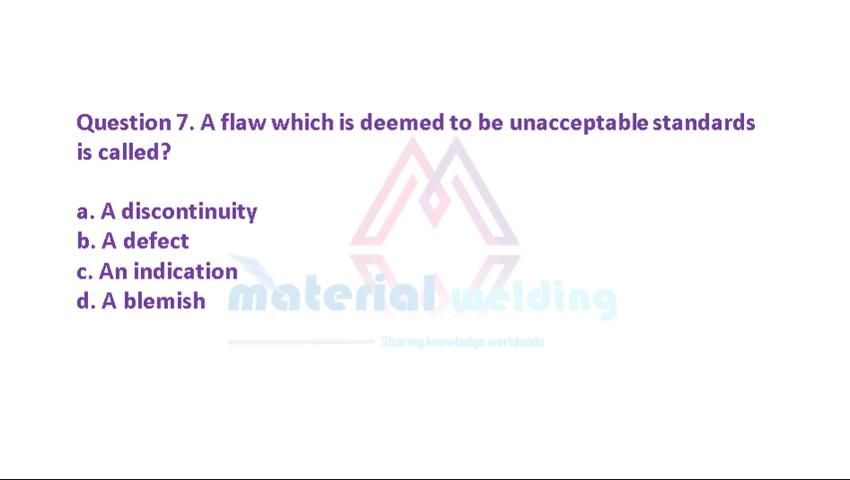 Question 7. A flaw which is deemed to be unacceptable standards
is called?
a. A discontinuity
b. A defect
c. An indication
d. A blemish
material welding
Sharing knowledge worldwide